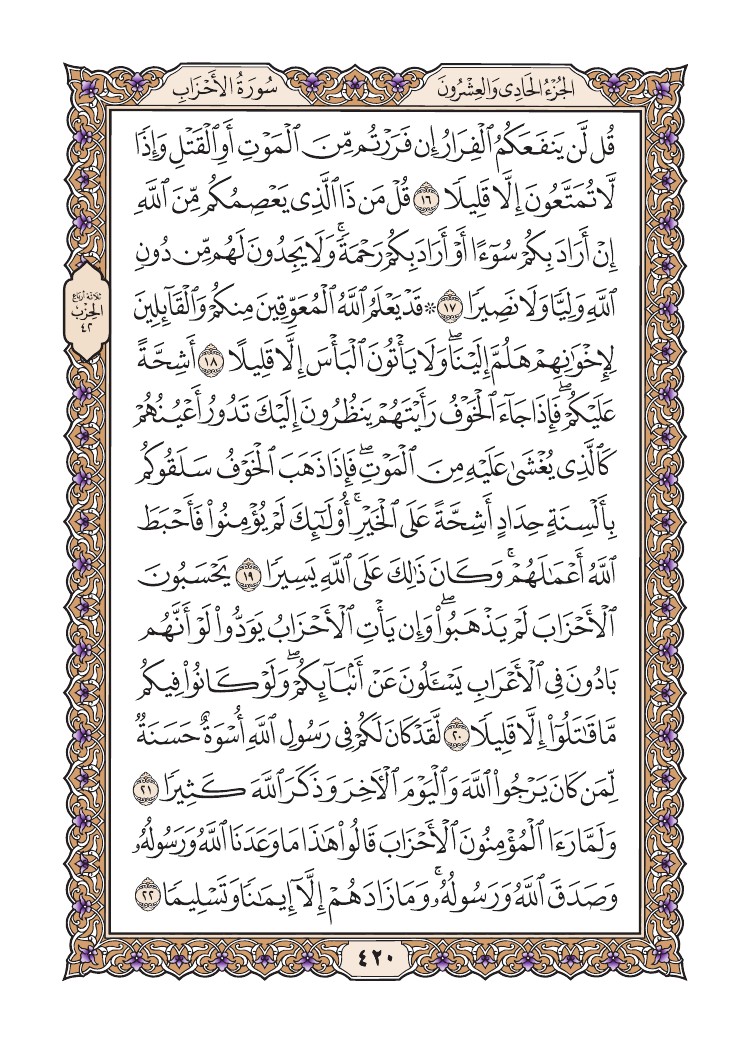 الجُزْءُ الحَادِي وَالعِشْرُونَ
سُورَةُ الأَحْزَابِ
قُل لَّن يَنفَعَكُمُ ٱلْفِرَارُ إِن فَرَرْتُم مِّنَ ٱلْمَوْتِ أَوِ ٱلْقَتْلِ وَإِذًا
لَّا تُمَتَّعُونَ إِلَّا قَلِيلًا ١٦ قُلْ مَن ذَا ٱلَّذِى يَعْصِمُكُم مِّنَ ٱللَّهِ
إِنْ أَرَادَ بِكُمْ سُوٓءًا أَوْ أَرَادَ بِكُمْ رَحْمَةً ۚ وَلَا يَجِدُونَ لَهُم مِّن دُونِ
ٱللَّهِ وَلِيًّا وَلَا نَصِيرًا ١٧ ۞ قَدْ يَعْلَمُ ٱللَّهُ ٱلْمُعَوِّقِينَ مِنكُمْ وَٱلْقَآئِلِينَ
ثلاثة أرباع
الحزب
٤٢
لِإِخْوَٰنِهِمْ هَلُمَّ إِلَيْنَا ۖ وَلَا يَأْتُونَ ٱلْبَأْسَ إِلَّا قَلِيلًا ١٨ أَشِحَّةً
عَلَيْكُمْ ۖ فَإِذَا جَآءَ ٱلْخَوْفُ رَأَيْتَهُمْ يَنظُرُونَ إِلَيْكَ تَدُورُ أَعْيُنُهُمْ
كَٱلَّذِى يُغْشَىٰ عَلَيْهِ مِنَ ٱلْمَوْتِ ۖ فَإِذَا ذَهَبَ ٱلْخَوْفُ سَلَقُوكُم
بِأَلْسِنَةٍ حِدَادٍ أَشِحَّةً عَلَى ٱلْخَيْرِ ۚ أُو۟لَٰٓئِكَ لَمْ يُؤْمِنُوا۟ فَأَحْبَطَ
ٱللَّهُ أَعْمَٰلَهُمْ ۚ وَكَانَ ذَٰلِكَ عَلَى ٱللَّهِ يَسِيرًا ١٩ يَحْسَبُونَ
ٱلْأَحْزَابَ لَمْ يَذْهَبُوا۟ ۖ وَإِن يَأْتِ ٱلْأَحْزَابُ يَوَدُّوا۟ لَوْ أَنَّهُم
بَادُونَ فِى ٱلْأَعْرَابِ يَسْـَٔلُونَ عَنْ أَنۢبَآئِكُمْ ۖ وَلَوْ كَانُوا۟ فِيكُم
مَّا قَٰتَلُوٓا۟ إِلَّا قَلِيلًا ٢٠ لَّقَدْ كَانَ لَكُمْ فِى رَسُولِ ٱللَّهِ أُسْوَةٌ حَسَنَةٌ
لِّمَن كَانَ يَرْجُوا۟ ٱللَّهَ وَٱلْيَوْمَ ٱلْـَٔاخِرَ وَذَكَرَ ٱللَّهَ كَثِيرًا ٢١
وَلَمَّا رَءَا ٱلْمُؤْمِنُونَ ٱلْأَحْزَابَ قَالُوا۟ هَٰذَا مَا وَعَدَنَا ٱللَّهُ وَرَسُولُهُۥ
وَصَدَقَ ٱللَّهُ وَرَسُولُهُۥ ۚ وَمَا زَادَهُمْ إِلَّآ إِيمَٰنًا وَتَسْلِيمًا ٢٢
٤٢٠